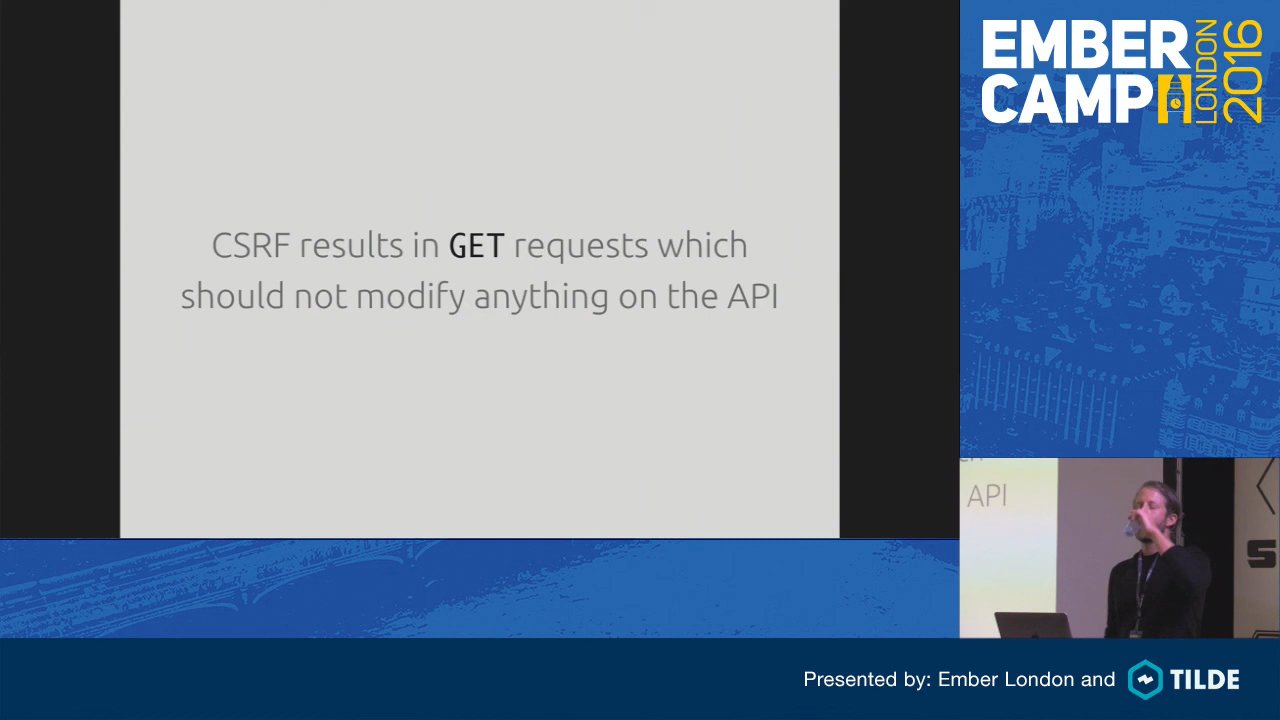 CSRF results in GET requests which
should not modify anything on the API
EMBER
CAMP
LONDON
2016
API
S
Presented by: Ember London and
TILDE